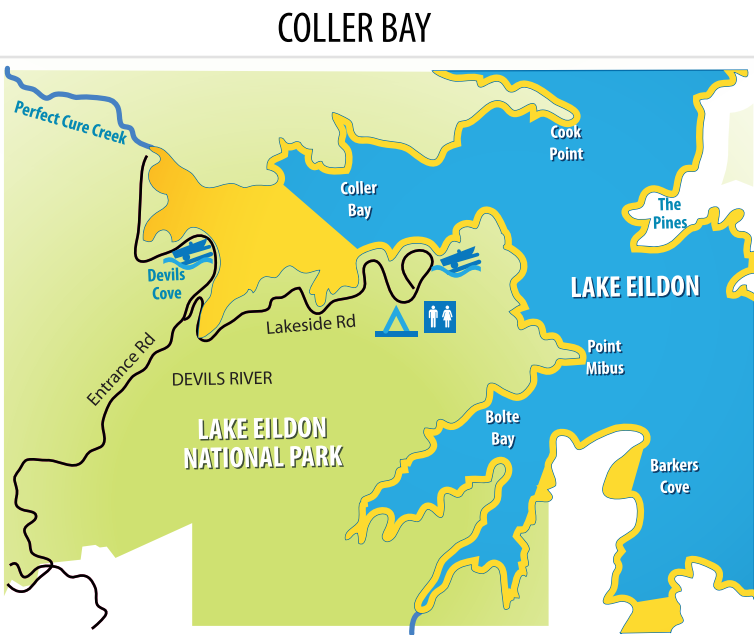 COLLER BAY
Perfect Cure Creek
Cook
Point
Coller
Bay
The
Pines
Devils
Cove
LAKE EILDON
Lakeside Rd
Entrance Rd
Point
Mibus
DEVILS RIVER
Bolte
Bay
LAKE EILDON
NATIONAL PARK
Barkers
Cove